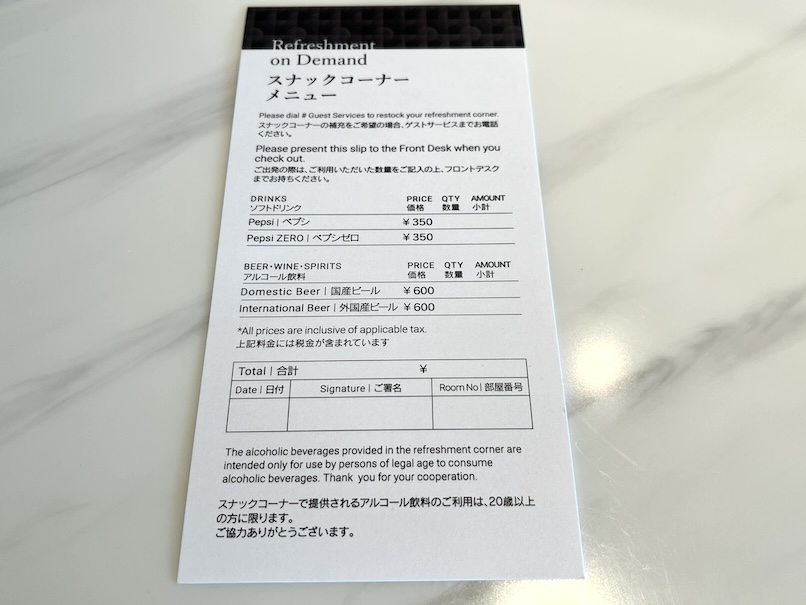 Refreshment
on Demand
スナックコーナー
メニュー
Please dial # Guest Services to restock your refreshment corner.
スナックコーナーの補充をご希望の場合、ゲストサービスまでお電話
ください。
Please present this slip to the Front Desk when you
check out.
ご出発の際は、ご利用いただいた数量をご記入の上、フロントデスク
までお持ちください。
DRINKS PRICE QTY AMOUNT
ソフトドリンク 価格 数量 小計
Pepsi | ペプシ ¥350
Pepsi ZERO | ペプシゼロ ¥350
BEER・WINE・SPIRITS PRICE QTY AMOUNT
アルコール飲料 価格 数量 小計
Domestic Beer | 国産ビール ¥600
International Beer | 外国産ビール ¥600
*All prices are inclusive of applicable tax.
上記料金には税金が含まれています
Total | 合計 ¥
Date | 日付 Signature | ご署名 Room No | 部屋番号
The alcoholic beverages provided in the refreshment corner are
intended only for use by persons of legal age to consume
alcoholic beverages. Thank you for your cooperation.
スナックコーナーで提供されるアルコール飲料のご利用は、20歳以上
の方に限ります。
ご協力ありがとうございます。